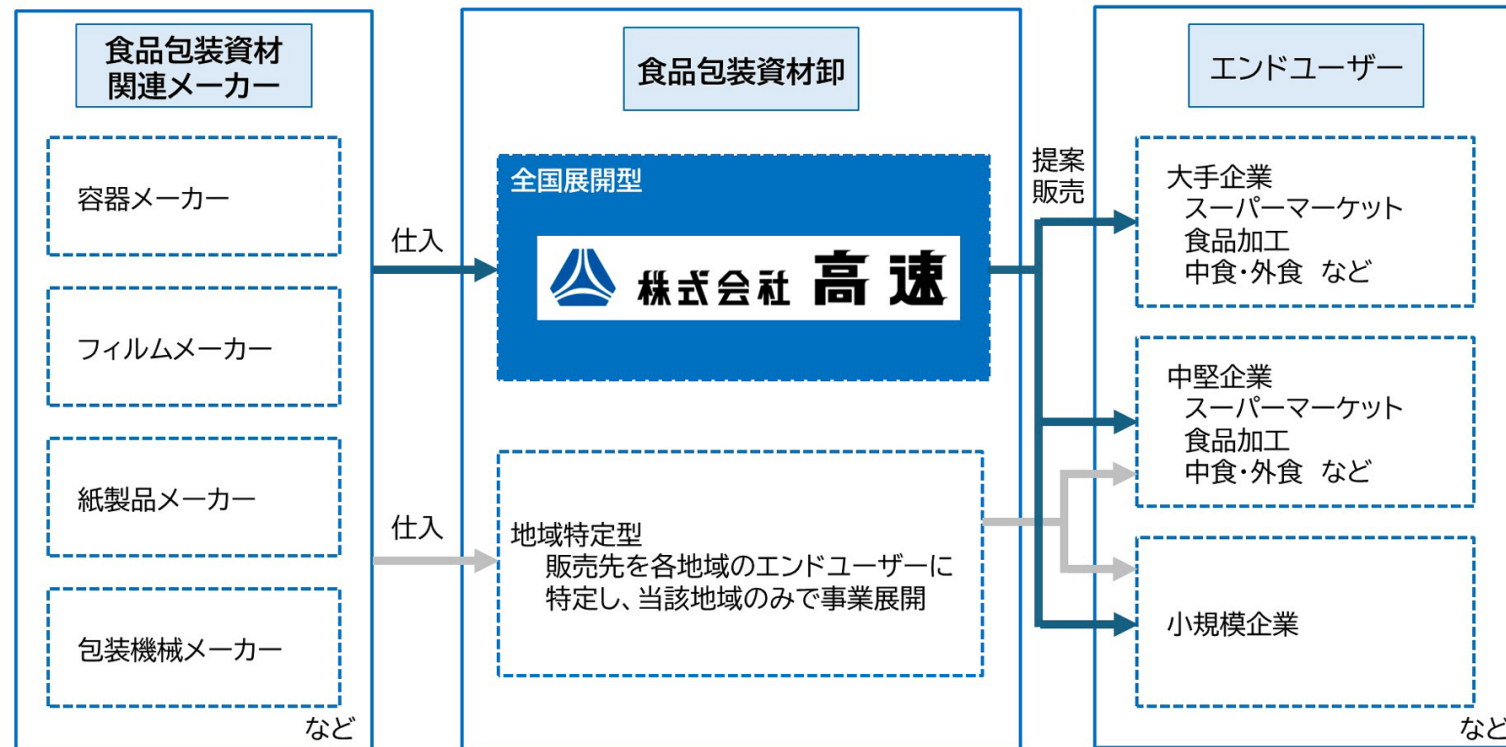 食品包装資材
関連メーカー
容器メーカー
フィルムメーカー
紙製品メーカー
包装機械メーカー
など
仕入
仕入
食品包装資材卸
全国展開型
株式会社 高速
地域特定型
販売先を各地域のエンドユーザーに
特定し、当該地域のみで事業展開
提案
販売
エンドユーザー
大手企業
スーパーマーケット
食品加工
中食・外食 など
中堅企業
スーパーマーケット
食品加工
中食・外食 など
小規模企業
など